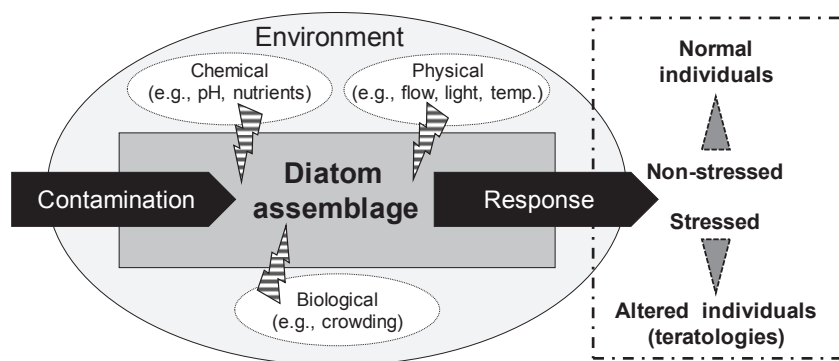 Environment
Chemical
(e.g., pH, nutrients)
Physical
(e.g., flow, light, temp.)
Contamination
Diatom
assemblage
Response
Biological
(e.g., crowding)
Normal
individuals
Non-stressed
Stressed
Altered individuals
(teratologies)